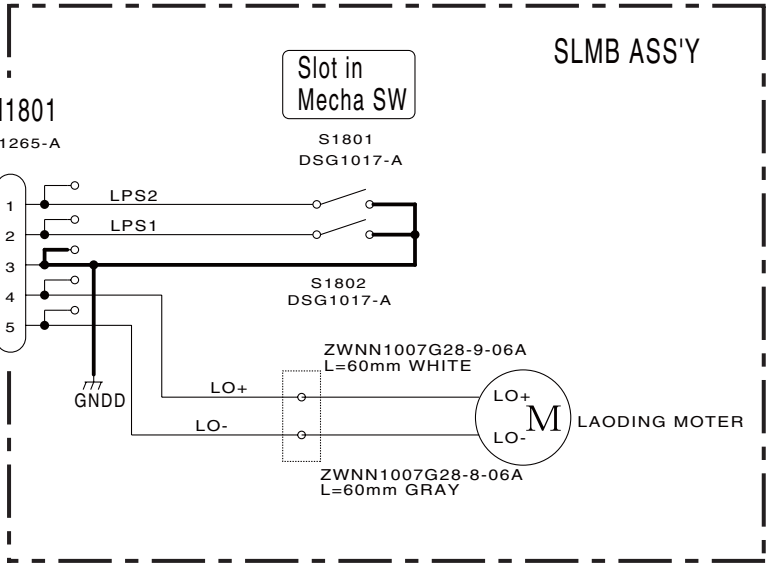 SLMB ASS'Y
Slot in
Mecha SW
1801
1265-A
S1801
DSG1017-A
1
LPS2
2
LPS1
3
S1802
DSG1017-A
4
5
GNDD
ZWNN1007G28-9-06A
L=60mm WHITE
LO+
LO+
M
LAODING MOTER
LO-
LO-
ZWNN1007G28-8-06A
L=60mm GRAY